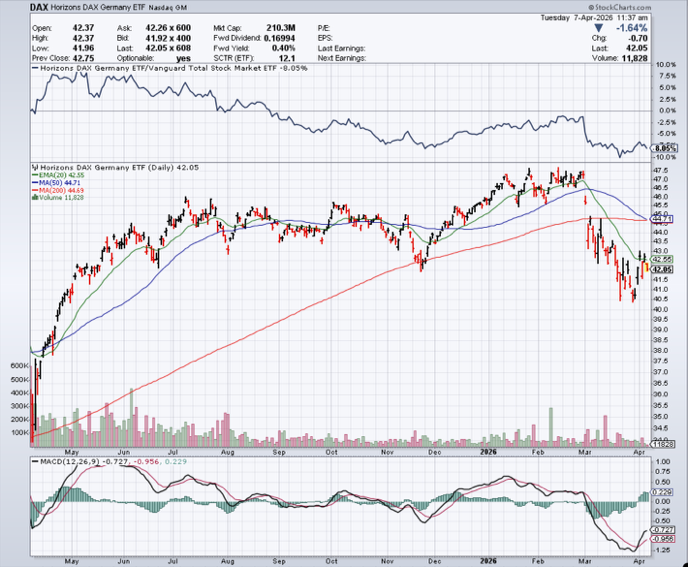 DAX Horizons DAX Germany ETF Nasdaq GM
© StockCharts.com
Tuesday 7-Apr-2026 11:37 am
Open: 42.37 Ask: 42.26 x 600 Mkt Cap: 210.3M P/E: -1.64%
High: 42.37 Bid: 41.92 x 400 Fwd Dividend: 0.16994 EPS: Chg: -0.70
Low: 41.96 Last: 42.05 x 608 Fwd Yield: 0.40% Last Earnings: Last: 42.05
Prev Close: 42.75 Optionable: yes SCTR (ETF): 12.1 Next Earnings: Volume: 11,828
Horizons DAX Germany ETF/Vanguard Total Stock Market ETF -8.05%
10.0%
7.5%
5.0%
2.5%
0.0%
-2.5%
-5.0%
-8.05%
-10.0%
Horizons DAX Germany ETF (Daily) 42.05
EMA(20) 42.55
MA(50) 44.71
MA(200) 44.69
Volume 11,828
47.5
47.0
46.5
46.0
45.5
45.0
44.71
44.0
43.5
43.0
42.55
42.05
41.5
41.0
40.5
40.0
39.5
39.0
38.5
38.0
37.5
37.0
36.5
36.0
35.5
35.0
34.5
34.0
600K
500K
400K
300K
200K
100K
11828
May Jun Jul Aug Sep Oct Nov Dec 2026 Feb Mar Apr
MACD(12,26,9) -0.727, -0.956, 0.229
1.00
0.75
0.50
0.229
0.00
-0.25
-0.50
-0.727
-0.956
-1.25
May Jun Jul Aug Sep Oct Nov Dec 2026 Feb Mar Apr